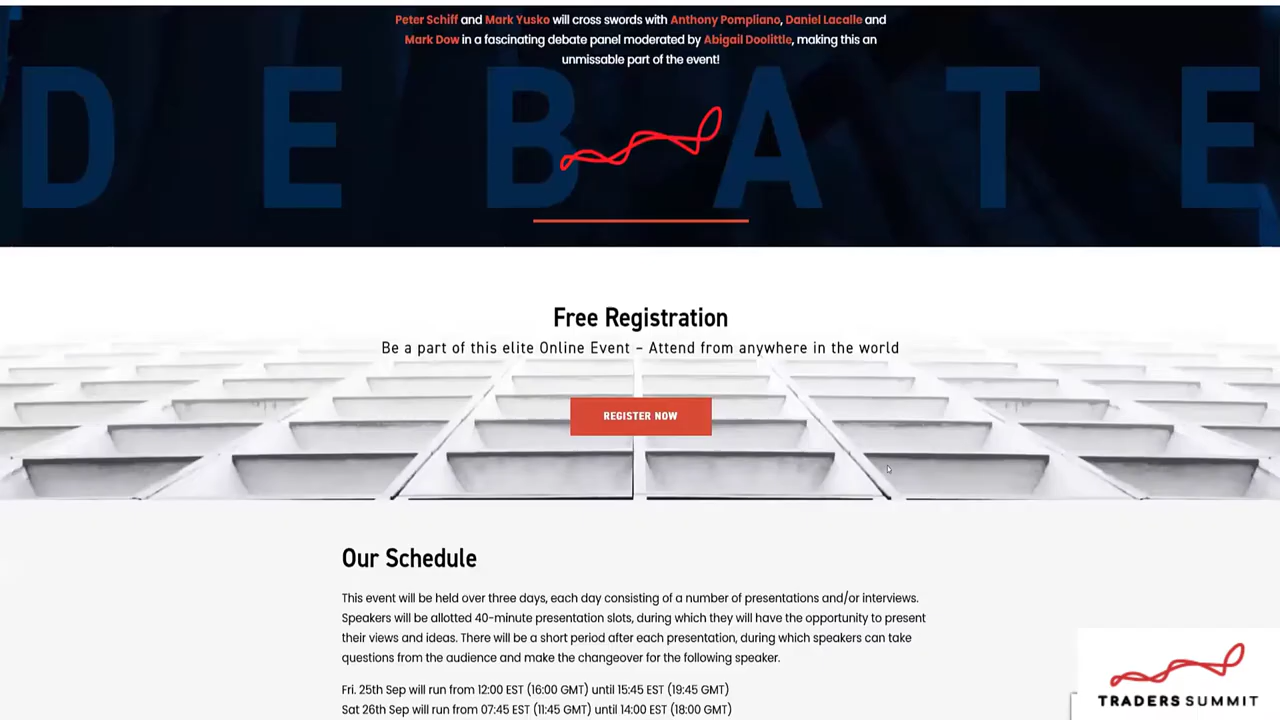 Peter Schiff and Mark Yusko will cross swords with Anthony Pompliano, Daniel Lacalle and
Mark Dow in a fascinating debate panel moderated by Abigail Doolittle, making this an
unmissable part of the event!
DEBATE
Free Registration
Be a part of this elite Online Event – Attend from anywhere in the world
REGISTER NOW
Our Schedule
This event will be held over three days, each day consisting of a number of presentations and/or interviews.
Speakers will be allotted 40-minute presentation slots, during which they will have the opportunity to present
their views and ideas. There will be a short period after each presentation, during which speakers can take
questions from the audience and make the changeover for the following speaker.
Fri. 25th Sep will run from 12:00 EST (16:00 GMT) until 15:45 EST (19:45 GMT)
Sat 26th Sep will run from 07:45 EST (11:45 GMT) until 14:00 EST (18:00 GMT)
TRADERS SUMMIT